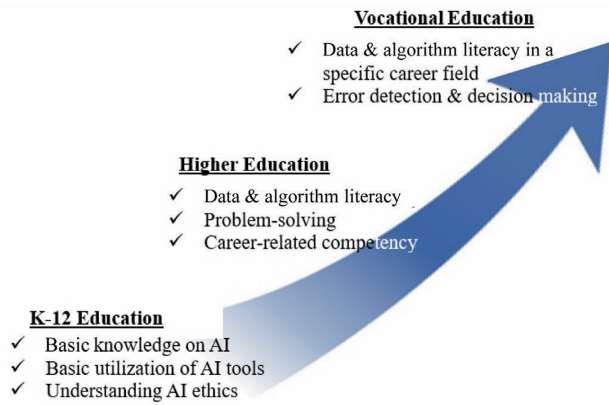 Vocational Education
✓ Data & algorithm literacy in a
specific career field
✓ Error detection & decision making
Higher Education
✓ Data & algorithm literacy
✓ Problem-solving
✓ Career-related competency
K-12 Education
✓ Basic knowledge on AI
✓ Basic utilization of AI tools
✓ Understanding AI ethics